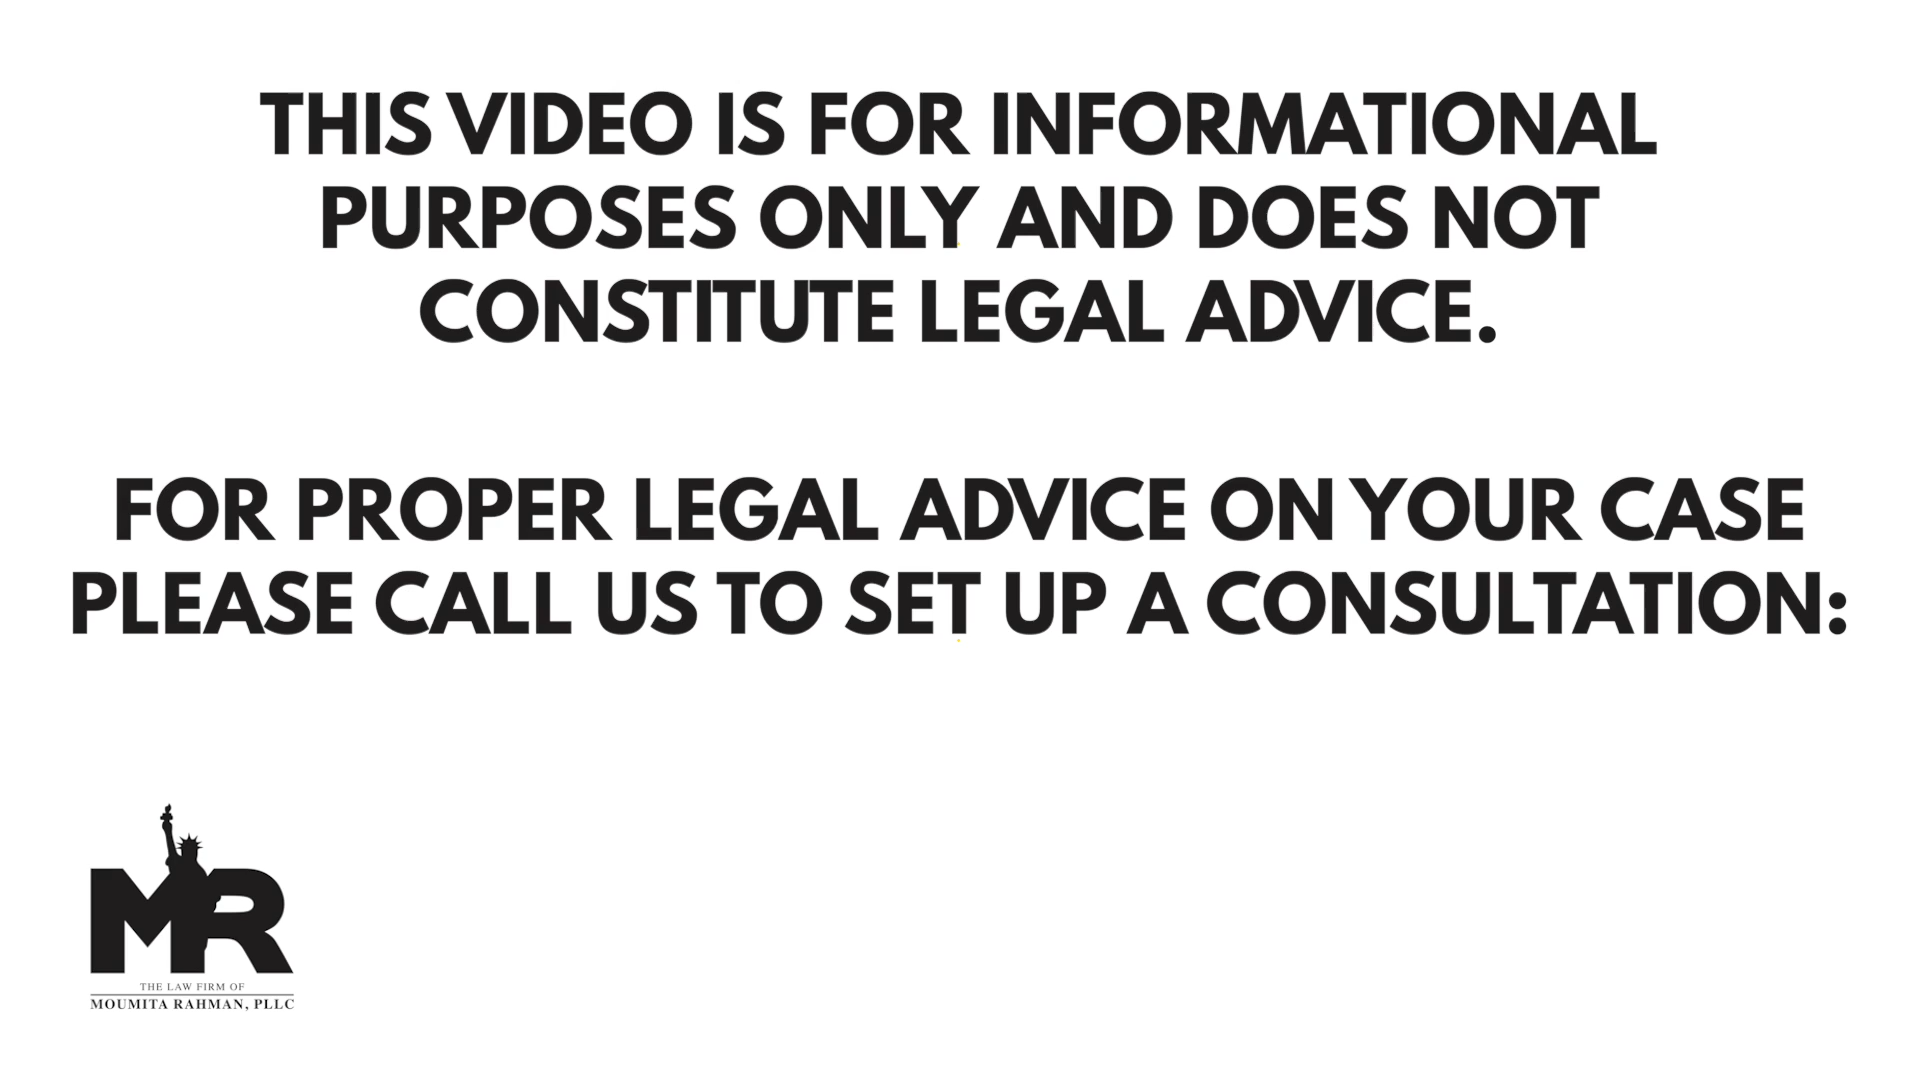 THIS VIDEO IS FOR INFORMATIONAL
PURPOSES ONLY AND DOES NOT
CONSTITUTE LEGAL ADVICE.
FOR PROPER LEGAL ADVICE ON YOUR CASE
PLEASE CALL US TO SET UP A CONSULTATION:
MR
THE LAW FIRM OF
MOUMITA RAHMAN, PLLC